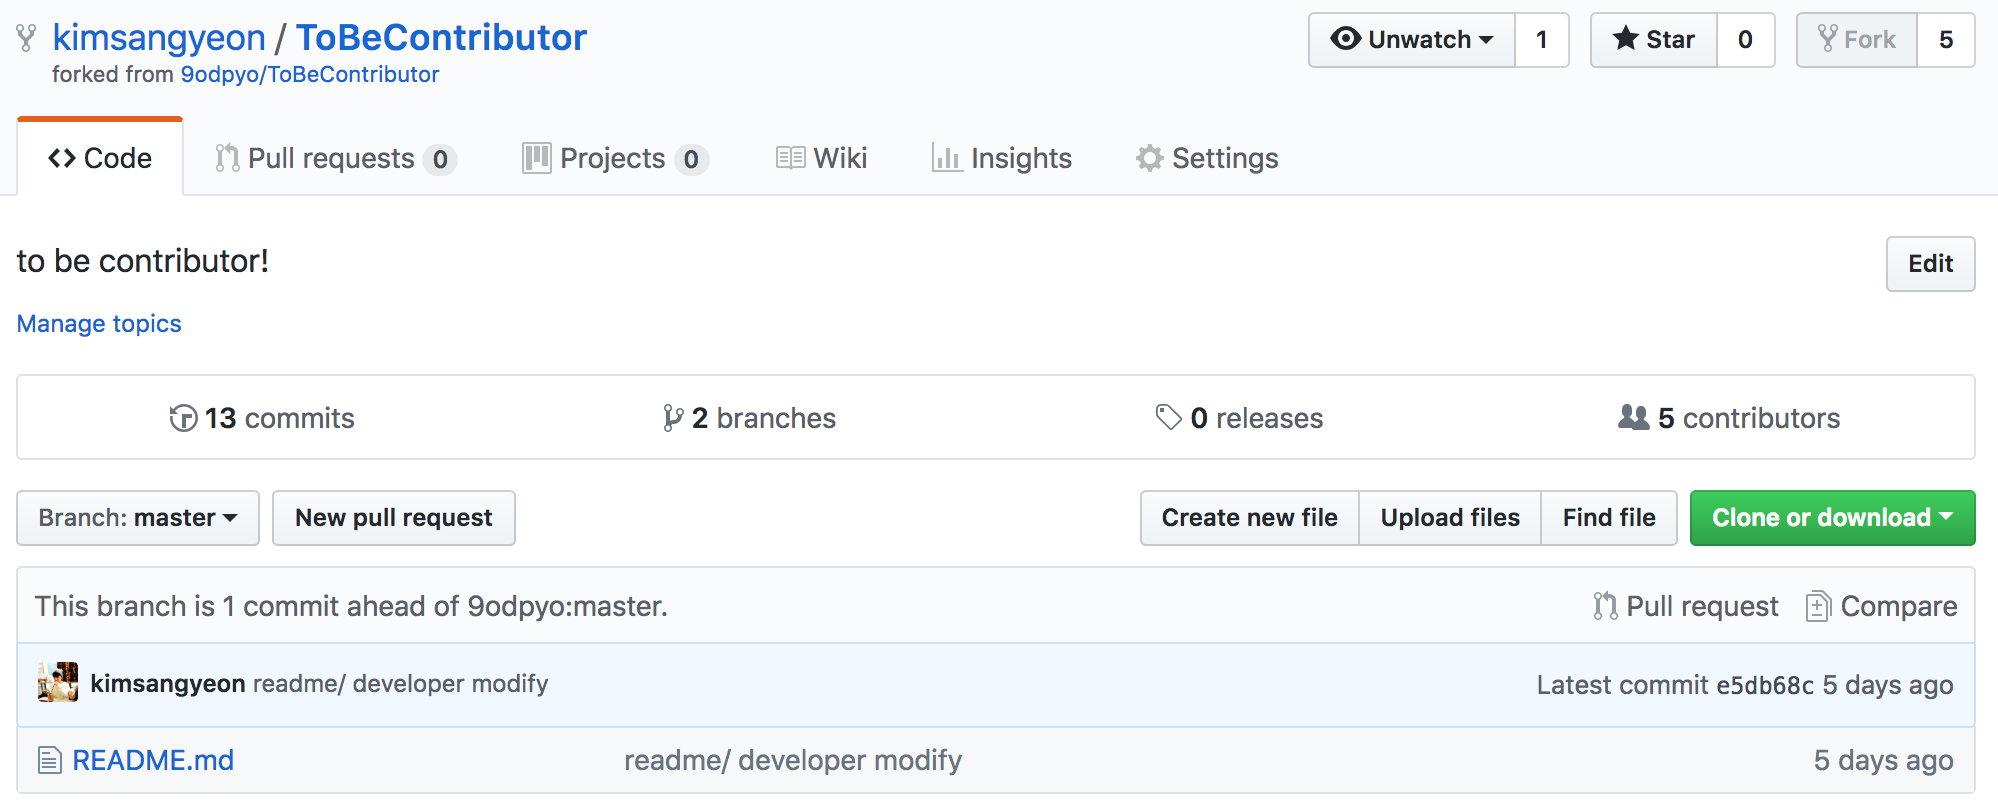 kimsangyeon / ToBeContributor
forked from 9odpyo/ToBeContributor
Unwatch 1 Star 0 Fork 5
Code Pull requests 0 Projects 0 Wiki Insights Settings
to be contributor! Edit
Manage topics
13 commits 2 branches 0 releases 5 contributors
Branch: master New pull request Create new file Upload files Find file Clone or download
This branch is 1 commit ahead of 9odpyo:master. Pull request Compare
kimsangyeon readme/ developer modify Latest commit e5db68c 5 days ago
README.md readme/ developer modify 5 days ago